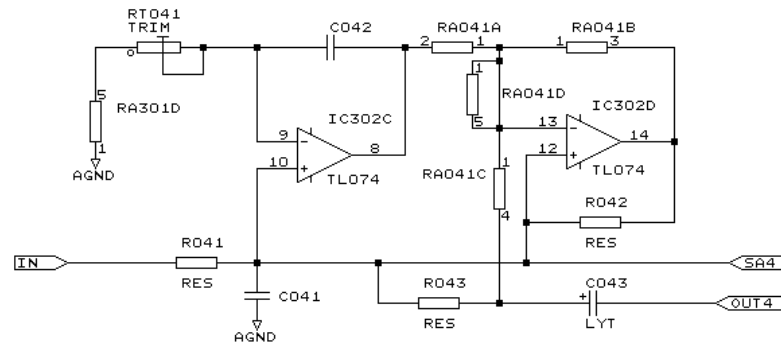 RT041
TRIM
C042
RA041A
2
1
RA041B
1
3
1
RA041D
5
5
RA301D
1
AGND
IC302C
9
10
8
TL074
IC302D
13
12
14
TL074
1
RA041C
4
R042
RES
IN
R041
RES
C041
AGND
R043
RES
SA4
C043
+
LYT
OUT4